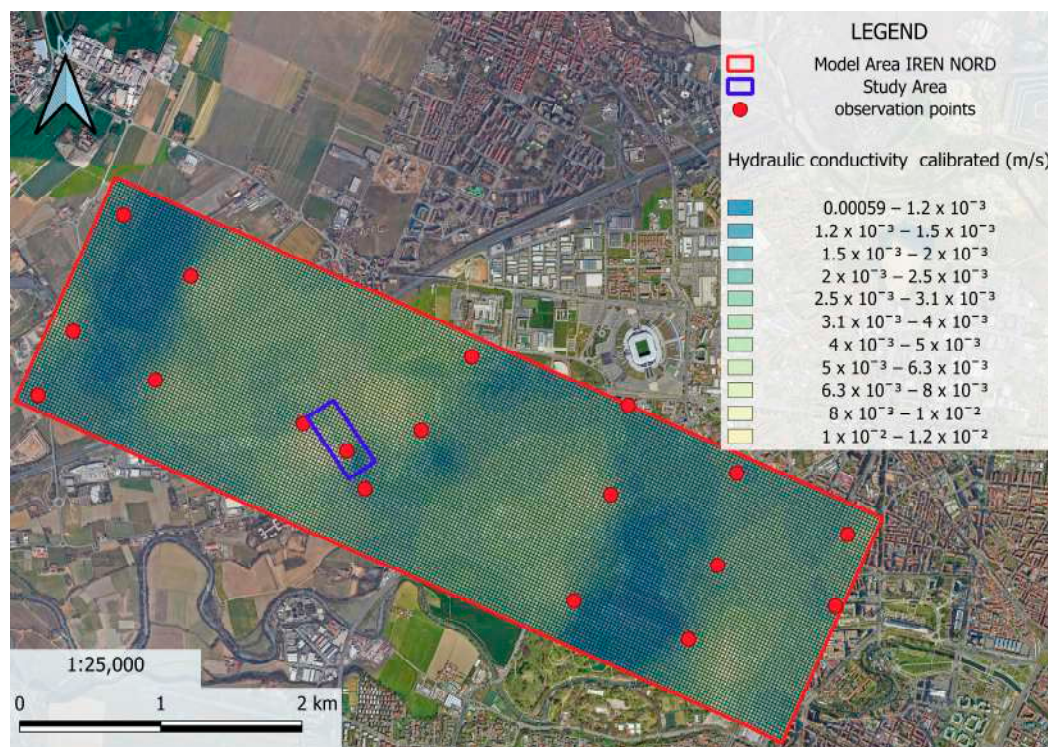 N
LEGEND
Model Area IREN NORD
Study Area
observation points
Hydraulic conductivity calibrated (m/s)
0.00059 – 1.2 x 10⁻³
1.2 x 10⁻³ – 1.5 x 10⁻³
1.5 x 10⁻³ – 2 x 10⁻³
2 x 10⁻³ – 2.5 x 10⁻³
2.5 x 10⁻³ – 3.1 x 10⁻³
3.1 x 10⁻³ – 4 x 10⁻³
4 x 10⁻³ – 5 x 10⁻³
5 x 10⁻³ – 6.3 x 10⁻³
6.3 x 10⁻³ – 8 x 10⁻³
8 x 10⁻³ – 1 x 10⁻²
1 x 10⁻² – 1.2 x 10⁻²
1:25,000
0 1 2 km